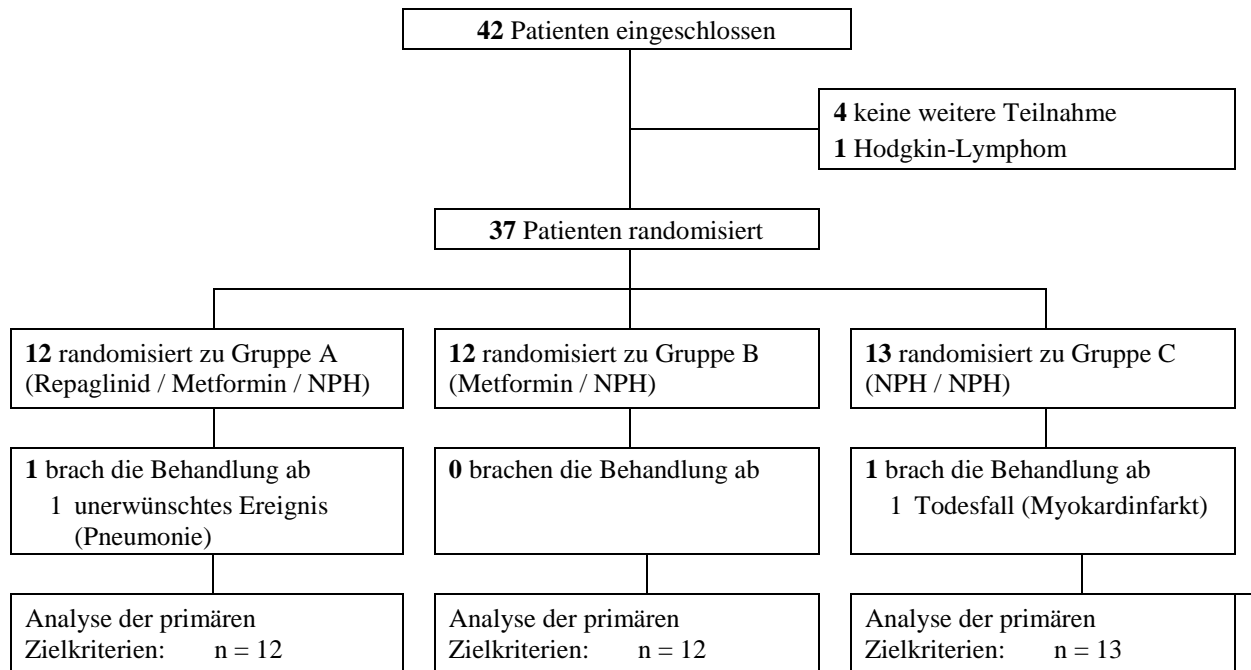 42 Patienten eingeschlossen
4 keine weitere Teilnahme
1 Hodgkin-Lymphom
37 Patienten randomisiert
12 randomisiert zu Gruppe A
(Repaglinid / Metformin / NPH)
12 randomisiert zu Gruppe B
(Metformin / NPH)
13 randomisiert zu Gruppe C
(NPH / NPH)
1 brach die Behandlung ab
1 unerwünschtes Ereignis
(Pneumonie)
0 brachen die Behandlung ab
1 brach die Behandlung ab
1 Todesfall (Myokardinfarkt)
Analyse der primären
Zielkriterien: n = 12
Analyse der primären
Zielkriterien: n = 12
Analyse der primären
Zielkriterien: n = 13